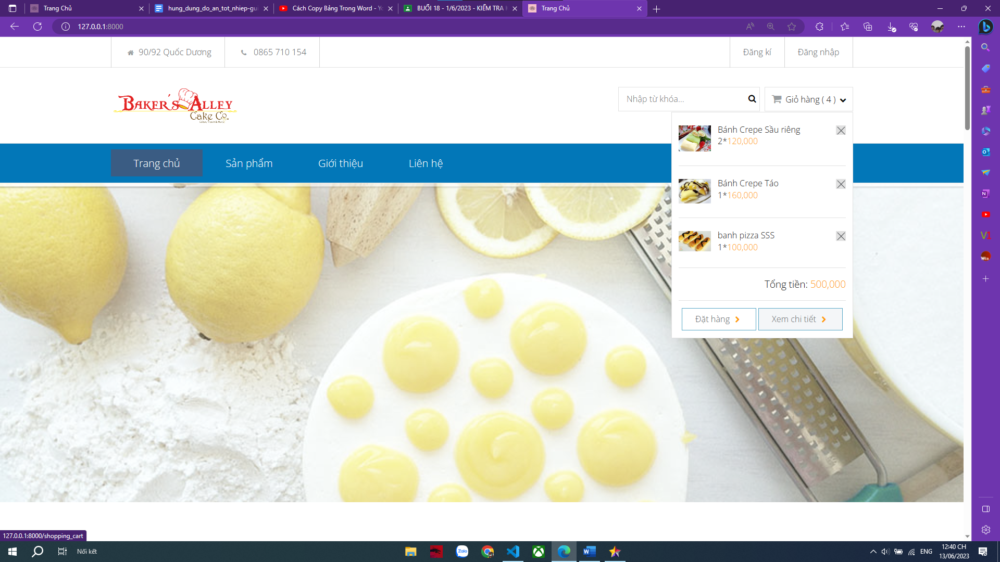 Trang Chủ
hung_dung_do_an_tot_nhiep-gui
Cách Copy Bảng Trong Word - Yo
BUỔI 18 - 1/6/2023 - KIỂM TRA K
Trang Chủ
127.0.0.1:8000
90/92 Quốc Dương
0865 710 154
Đăng kí
Đăng nhập
BAKER'S ALLEY
Cake Co.
Nhập từ khóa...
Giỏ hàng ( 4 )
Bánh Crepe Sầu riêng
2*120,000
Trang chủ
Sản phẩm
Giới thiệu
Liên hệ
Bánh Crepe Táo
1*160,000
banh pizza SSS
1*100,000
Tổng tiền: 500,000
Đặt hàng
Xem chi tiết
127.0.0.1:8000/shopping_cart
Nối kết
Zalo
ENG
12:40 CH
13/06/2023